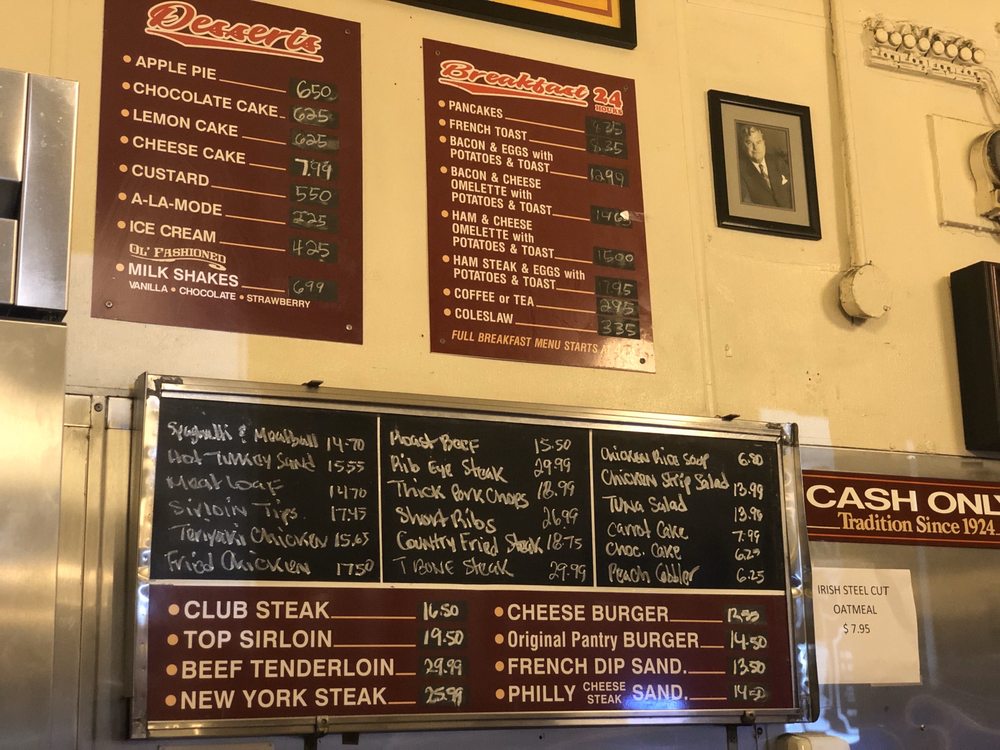 Desserts
APPLE PIE 650
CHOCOLATE CAKE 625
LEMON CAKE 625
CHEESE CAKE 7.99
CUSTARD 550
A-LA-MODE 225
ICE CREAM 425
OL' FASHIONED
MILK SHAKES 699
VANILLA • CHOCOLATE • STRAWBERRY
Breakfast 24
HOURS
PANCAKES
FRENCH TOAST 8.35
BACON & EGGS with
POTATOES & TOAST 1299
BACON & CHEESE
OMELETTE with
POTATOES & TOAST
HAM & CHEESE
OMELETTE with
POTATOES & TOAST 1500
HAM STEAK & EGGS with
POTATOES & TOAST 1795
COFFEE or TEA 295
COLESLAW 335
FULL BREAKFAST MENU STARTS
Spaghetti & Meatball 14.70
Hot Turkey Sand 15.55
Meat Loaf 14.70
Sirloin Tips 17.45
Teriyaki Chicken 15.65
Fried Chicken 17.50
Roast Beef 15.50
Rib Eye Steak 29.99
Thick Pork Chops 18.99
Short Ribs 26.99
Country Fried Steak 18.75
T BONE Steak 29.99
Chicken Rice Soup 6.80
Chicken Strip Salad 13.99
Tuna Salad 13.99
Carrot Cake 7.99
Choc. Cake 6.25
Peach Cobbler 6.25
CLUB STEAK 16.50
TOP SIRLOIN 19.50
BEEF TENDERLOIN 29.99
NEW YORK STEAK 25.99
CHEESE BURGER
Original Pantry BURGER 14.50
FRENCH DIP SAND. 13.50
PHILLY CHEESE STEAK SAND.
CASH ONL
Tradition Since 1924
IRISH STEEL CUT
OATMEAL
$ 7.95